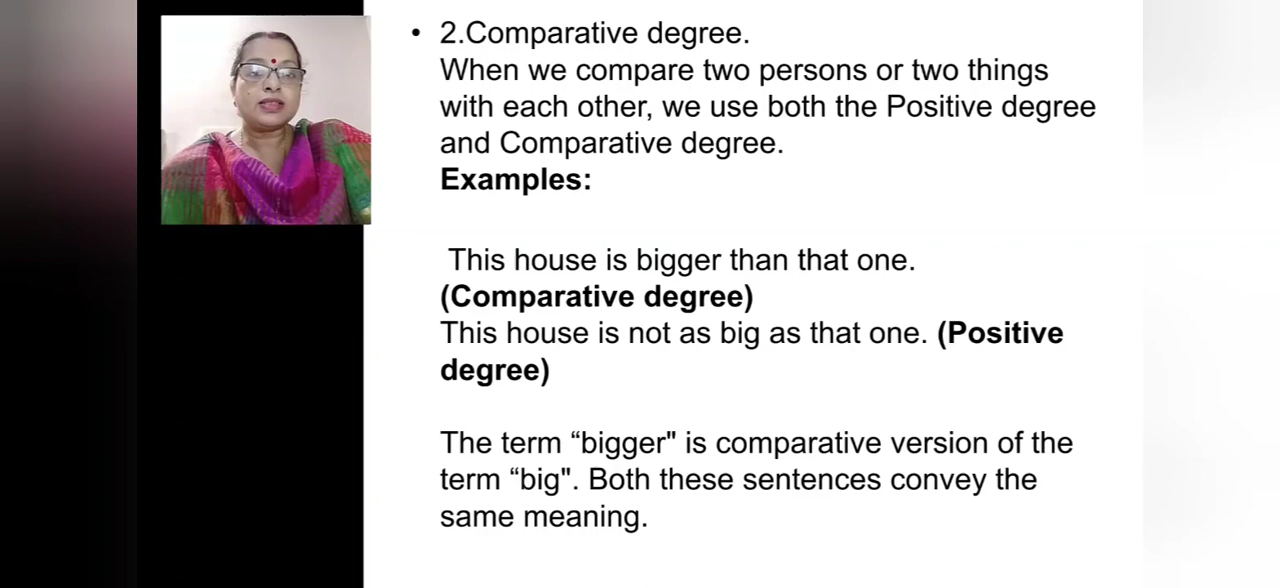 • 2.Comparative degree.
When we compare two persons or two things
with each other, we use both the Positive degree
and Comparative degree.
Examples:
This house is bigger than that one.
(Comparative degree)
This house is not as big as that one. (Positive
degree)
The term “bigger" is comparative version of the
term “big". Both these sentences convey the
same meaning.